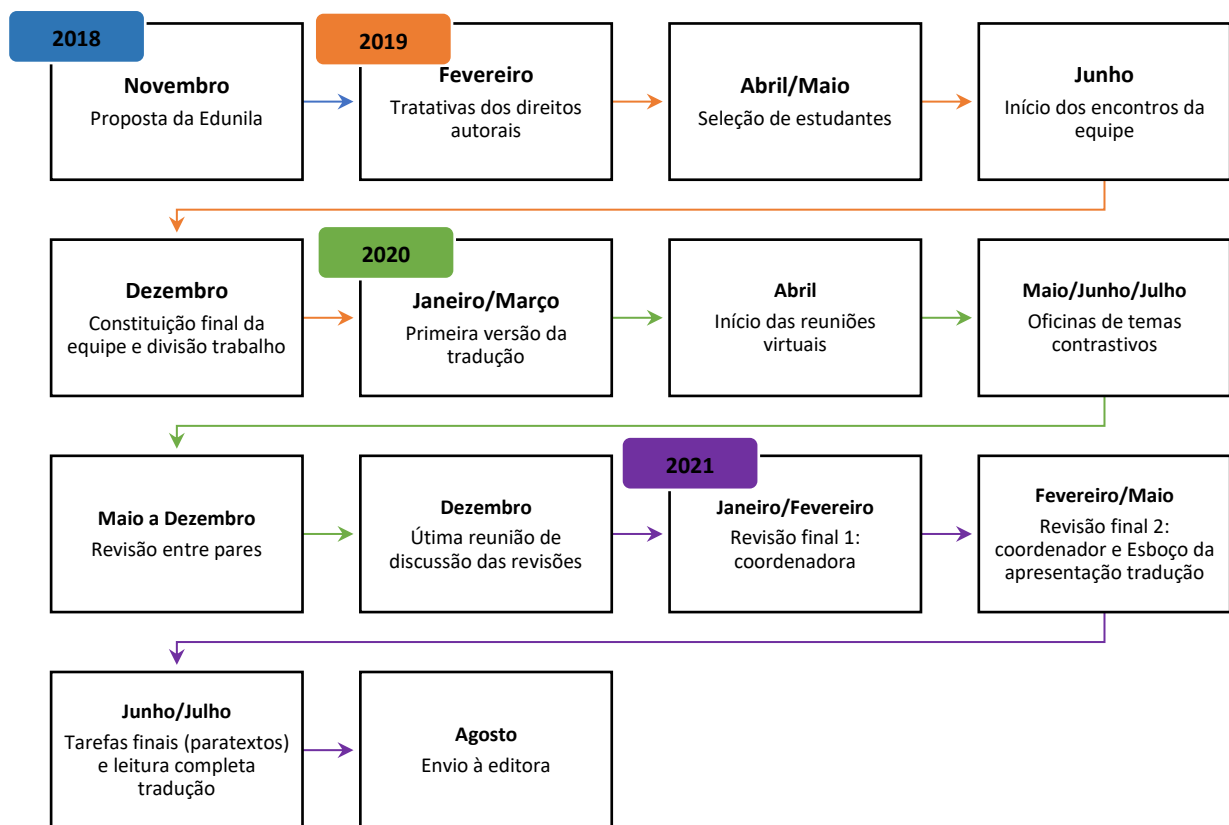 2018
Novembro
Proposta da Edunila
2019
Fevereiro
Tratativas dos direitos
autorais
Abril/Maio
Seleção de estudantes
Junho
Início dos encontros da
equipe
Dezembro
Constituição final da
equipe e divisão trabalho
2020
Janeiro/Março
Primeira versão da
tradução
Abril
Início das reuniões
virtuais
Maio/Junho/Julho
Oficinas de temas
contrastivos
Maio a Dezembro
Revisão entre pares
Dezembro
Útima reunião de
discussão das revisões
2021
Janeiro/Fevereiro
Revisão final 1:
coordenadora
Fevereiro/Maio
Revisão final 2:
coordenador e Esboço da
apresentação tradução
Junho/Julho
Tarefas finais (paratextos)
e leitura completa
tradução
Agosto
Envio à editora